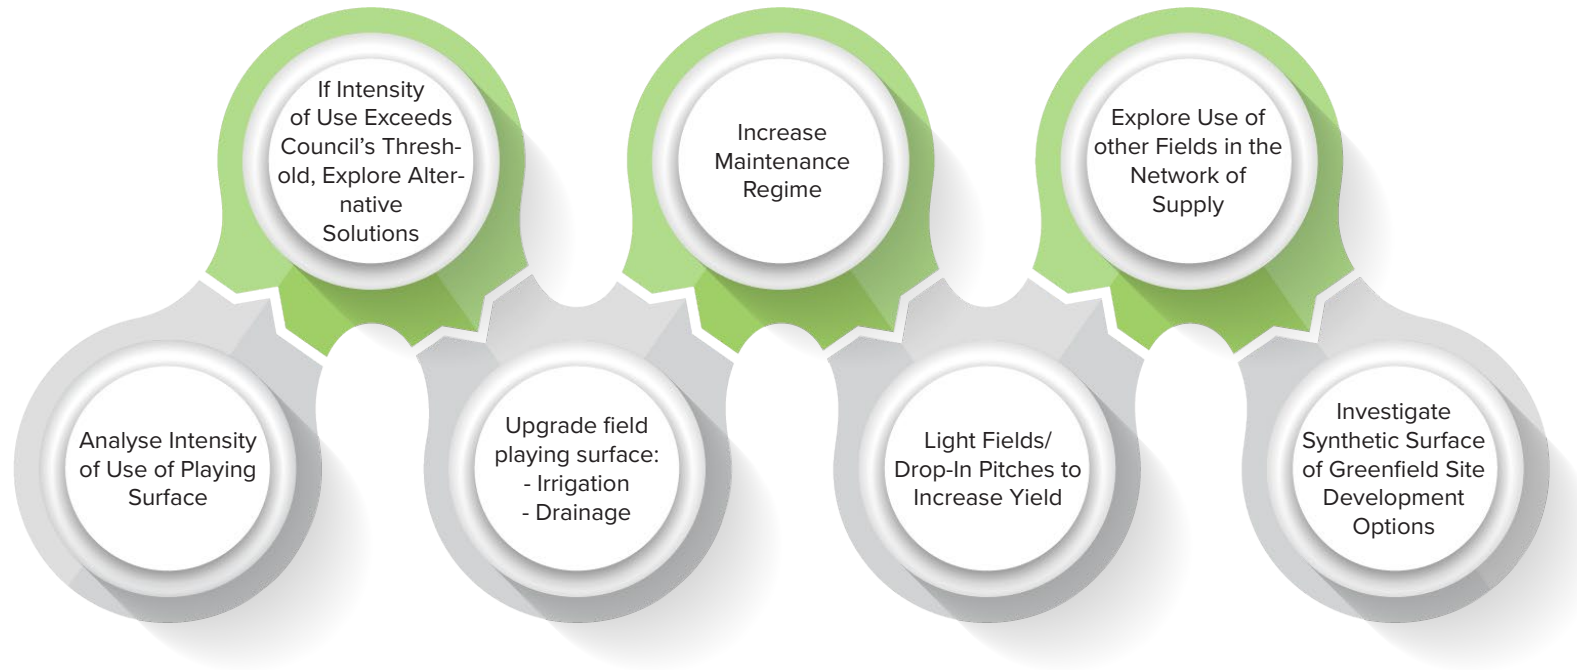 Analyse Intensity
of Use of Playing
Surface
If Intensity
of Use Exceeds
Council's Thresh-
old, Explore Alter-
native
Solutions
Upgrade field
playing surface:
- Irrigation
- Drainage
Increase
Maintenance
Regime
Light Fields/
Drop-In Pitches to
Increase Yield
Explore Use of
other Fields in the
Network of
Supply
Investigate
Synthetic Surface
of Greenfield Site
Development
Options